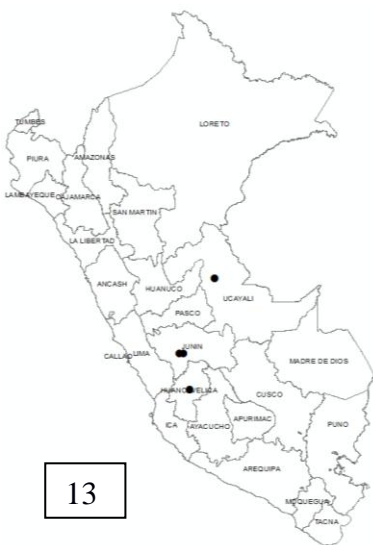 LORETO
TUMBES
PIURA
AMAZONAS
LAMBAYEQUE
CAJAMARCA
SAN MARTIN
LA LIBERTAD
ANCASH
HUANUCO
UCAYALI
PASCO
CALLAO
LIMA
JUNIN
MADRE DE DIOS
HUANCAVELICA
CUSCO
ICA
AYACUCHO
APURIMAC
PUNO
AREQUIPA
MOQUEGUA
TACNA
13